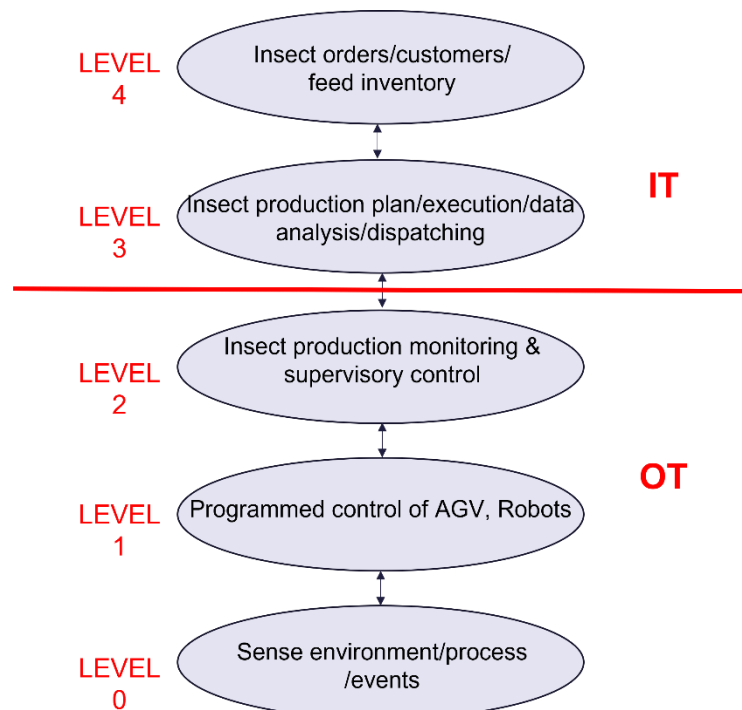 LEVEL
4
Insect orders/customers/
feed inventory
IT
LEVEL
3
Insect production plan/execution/data
analysis/dispatching
LEVEL
2
Insect production monitoring &
supervisory control
OT
LEVEL
1
Programmed control of AGV, Robots
LEVEL
0
Sense environment/process
/events